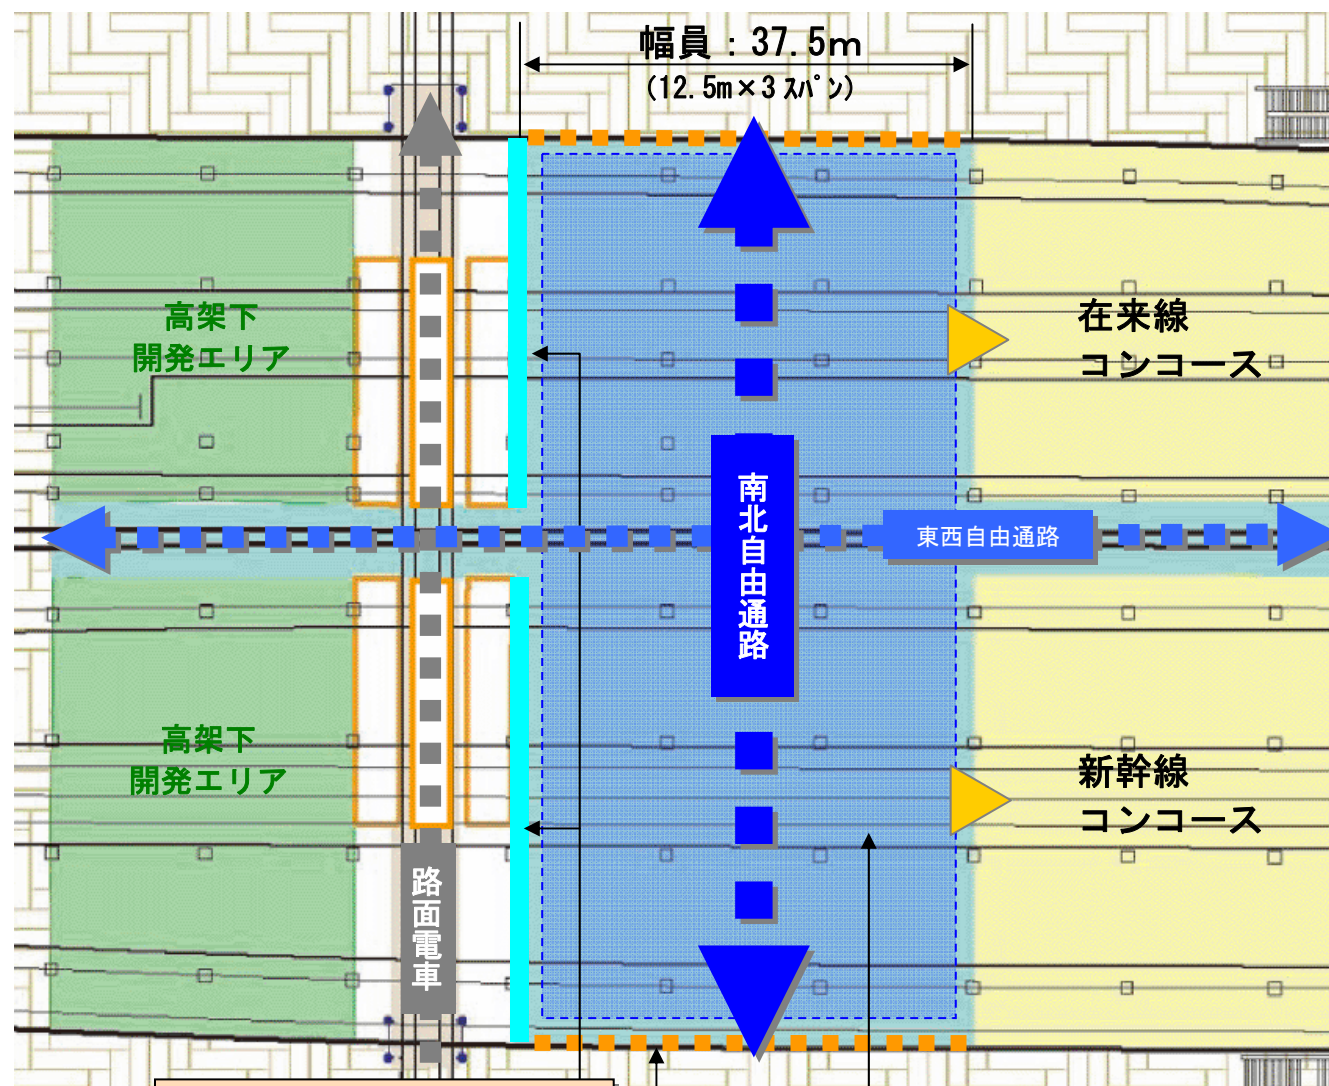 幅員：37.5m
(12.5m×3 ｽﾊﾟﾝ)
高架下
開発エリア
在来線
コンコース
南北自由通路
東西自由通路
高架下
開発エリア
新幹線
コンコース
路面電車